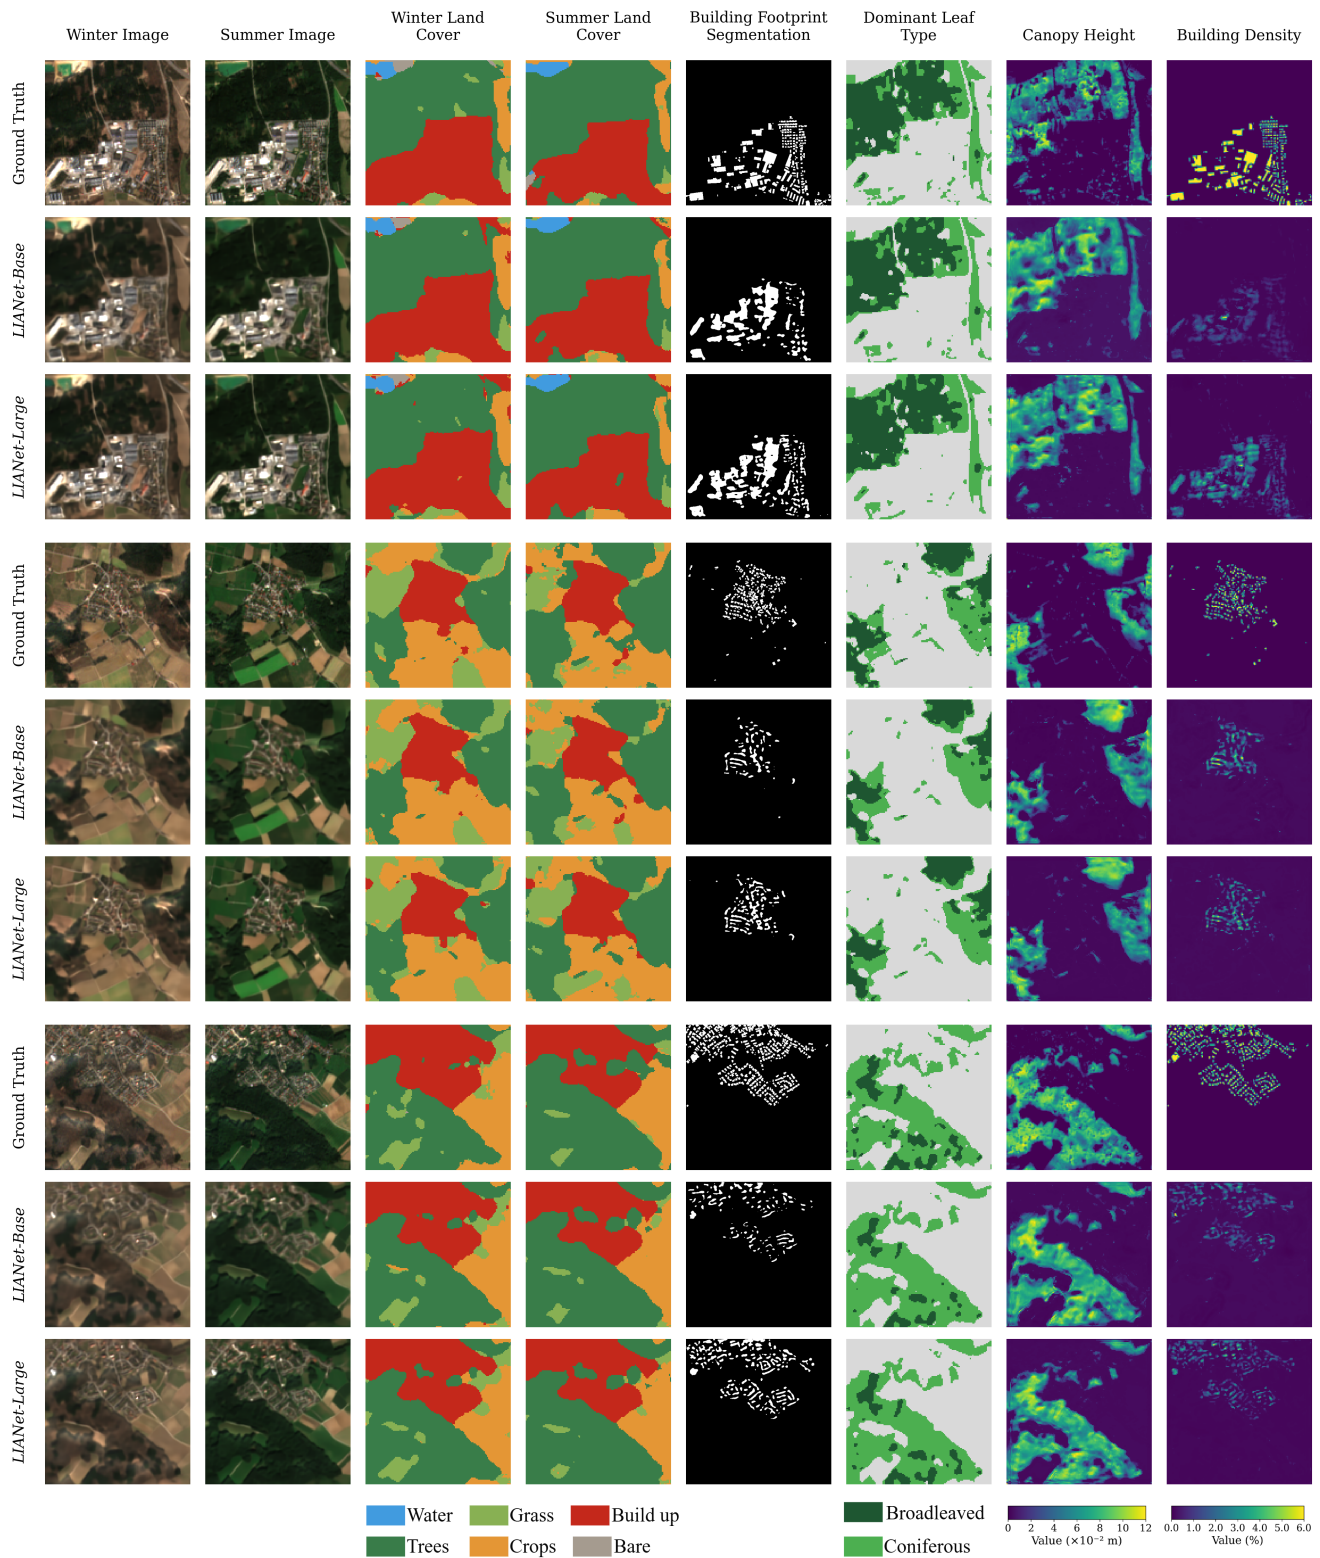 Winter Image
Summer Image
Winter Land
Cover
Summer Land
Cover
Building Footprint
Segmentation
Dominant Leaf
Type
Canopy Height
Building Density
Ground Truth
LIANet-Base
LIANet-Large
Ground Truth
LIANet-Base
LIANet-Large
Ground Truth
LIANet-Base
LIANet-Large
Water
Grass
Build up
Trees
Crops
Bare
Broadleaved
Coniferous
0 2 4 6 8 10 12
Value (×10⁻² m)
0.0 1.0 2.0 3.0 4.0 5.0 6.0
Value (%)